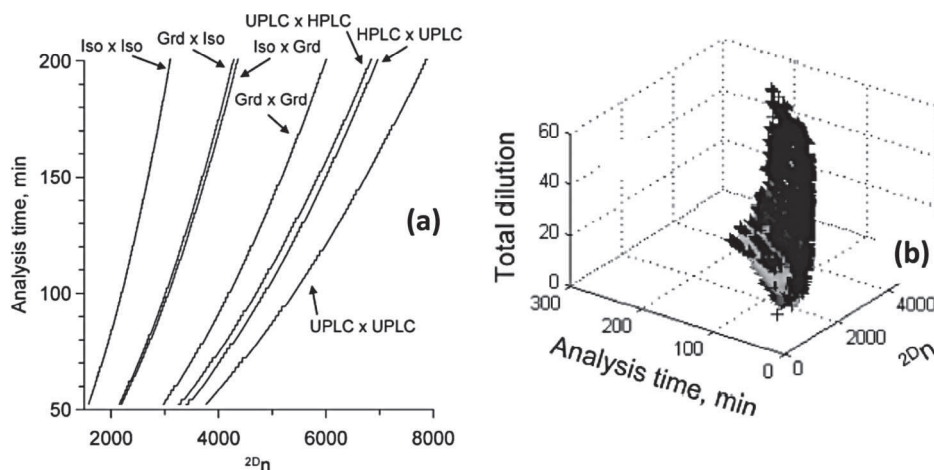 UPLC x HPLC
Grd x Iso
HPLC x UPLC
Iso x Iso
Iso x Grd
Grd x Grd
UPLC x UPLC
(a)
Analysis time, min
200
150
100
50
2000
4000
6000
8000
2Dn
(b)
Total dilution
60
40
20
0
300
200
100
0
Analysis time, min
0
2000
4000
2Dn